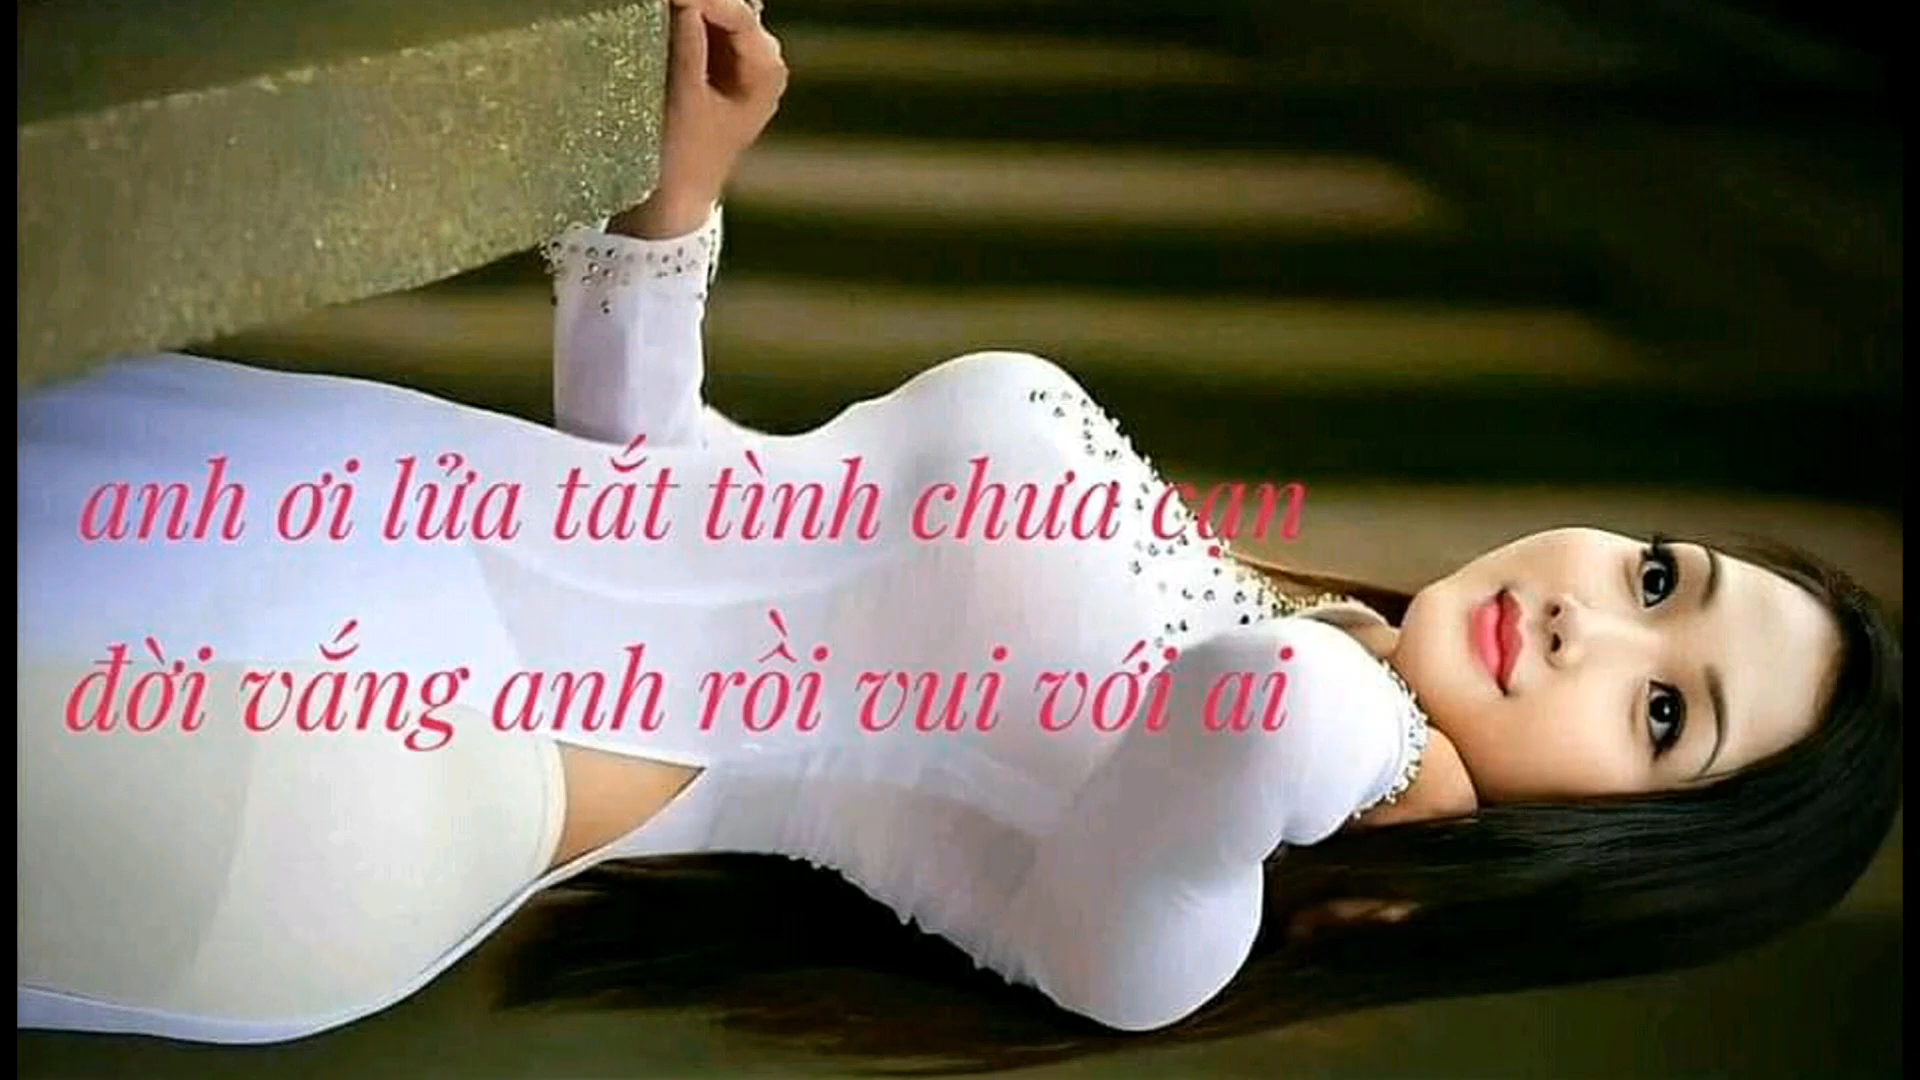 anh ơi lửa tắt tình chưa cạn
đời vắng anh rồi vui với ai